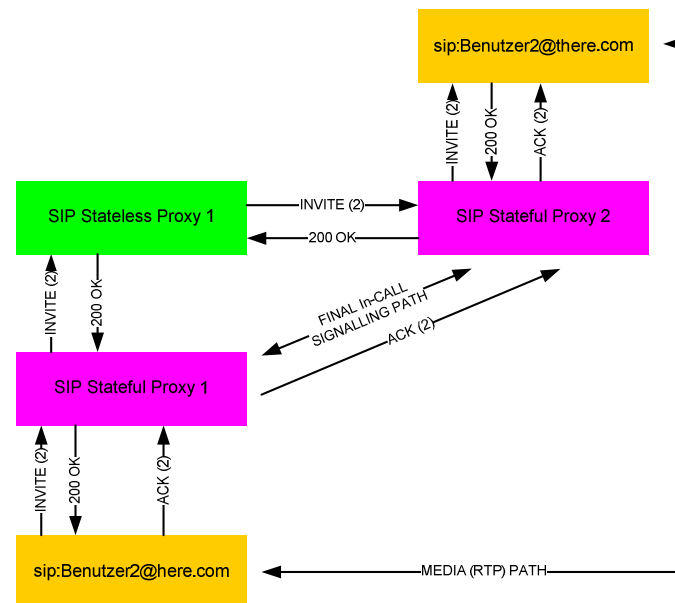 sip:Benutzer2@there.com
INVITE (2)
200 OK
ACK (2)
SIP Stateless Proxy 1
INVITE (2)
200 OK
SIP Stateful Proxy 2
INVITE (2)
200 OK
FINAL In-CALL
SIGNALLING PATH
ACK (2)
SIP Stateful Proxy 1
INVITE (2)
200 OK
ACK (2)
sip:Benutzer2@here.com
MEDIA (RTP) PATH